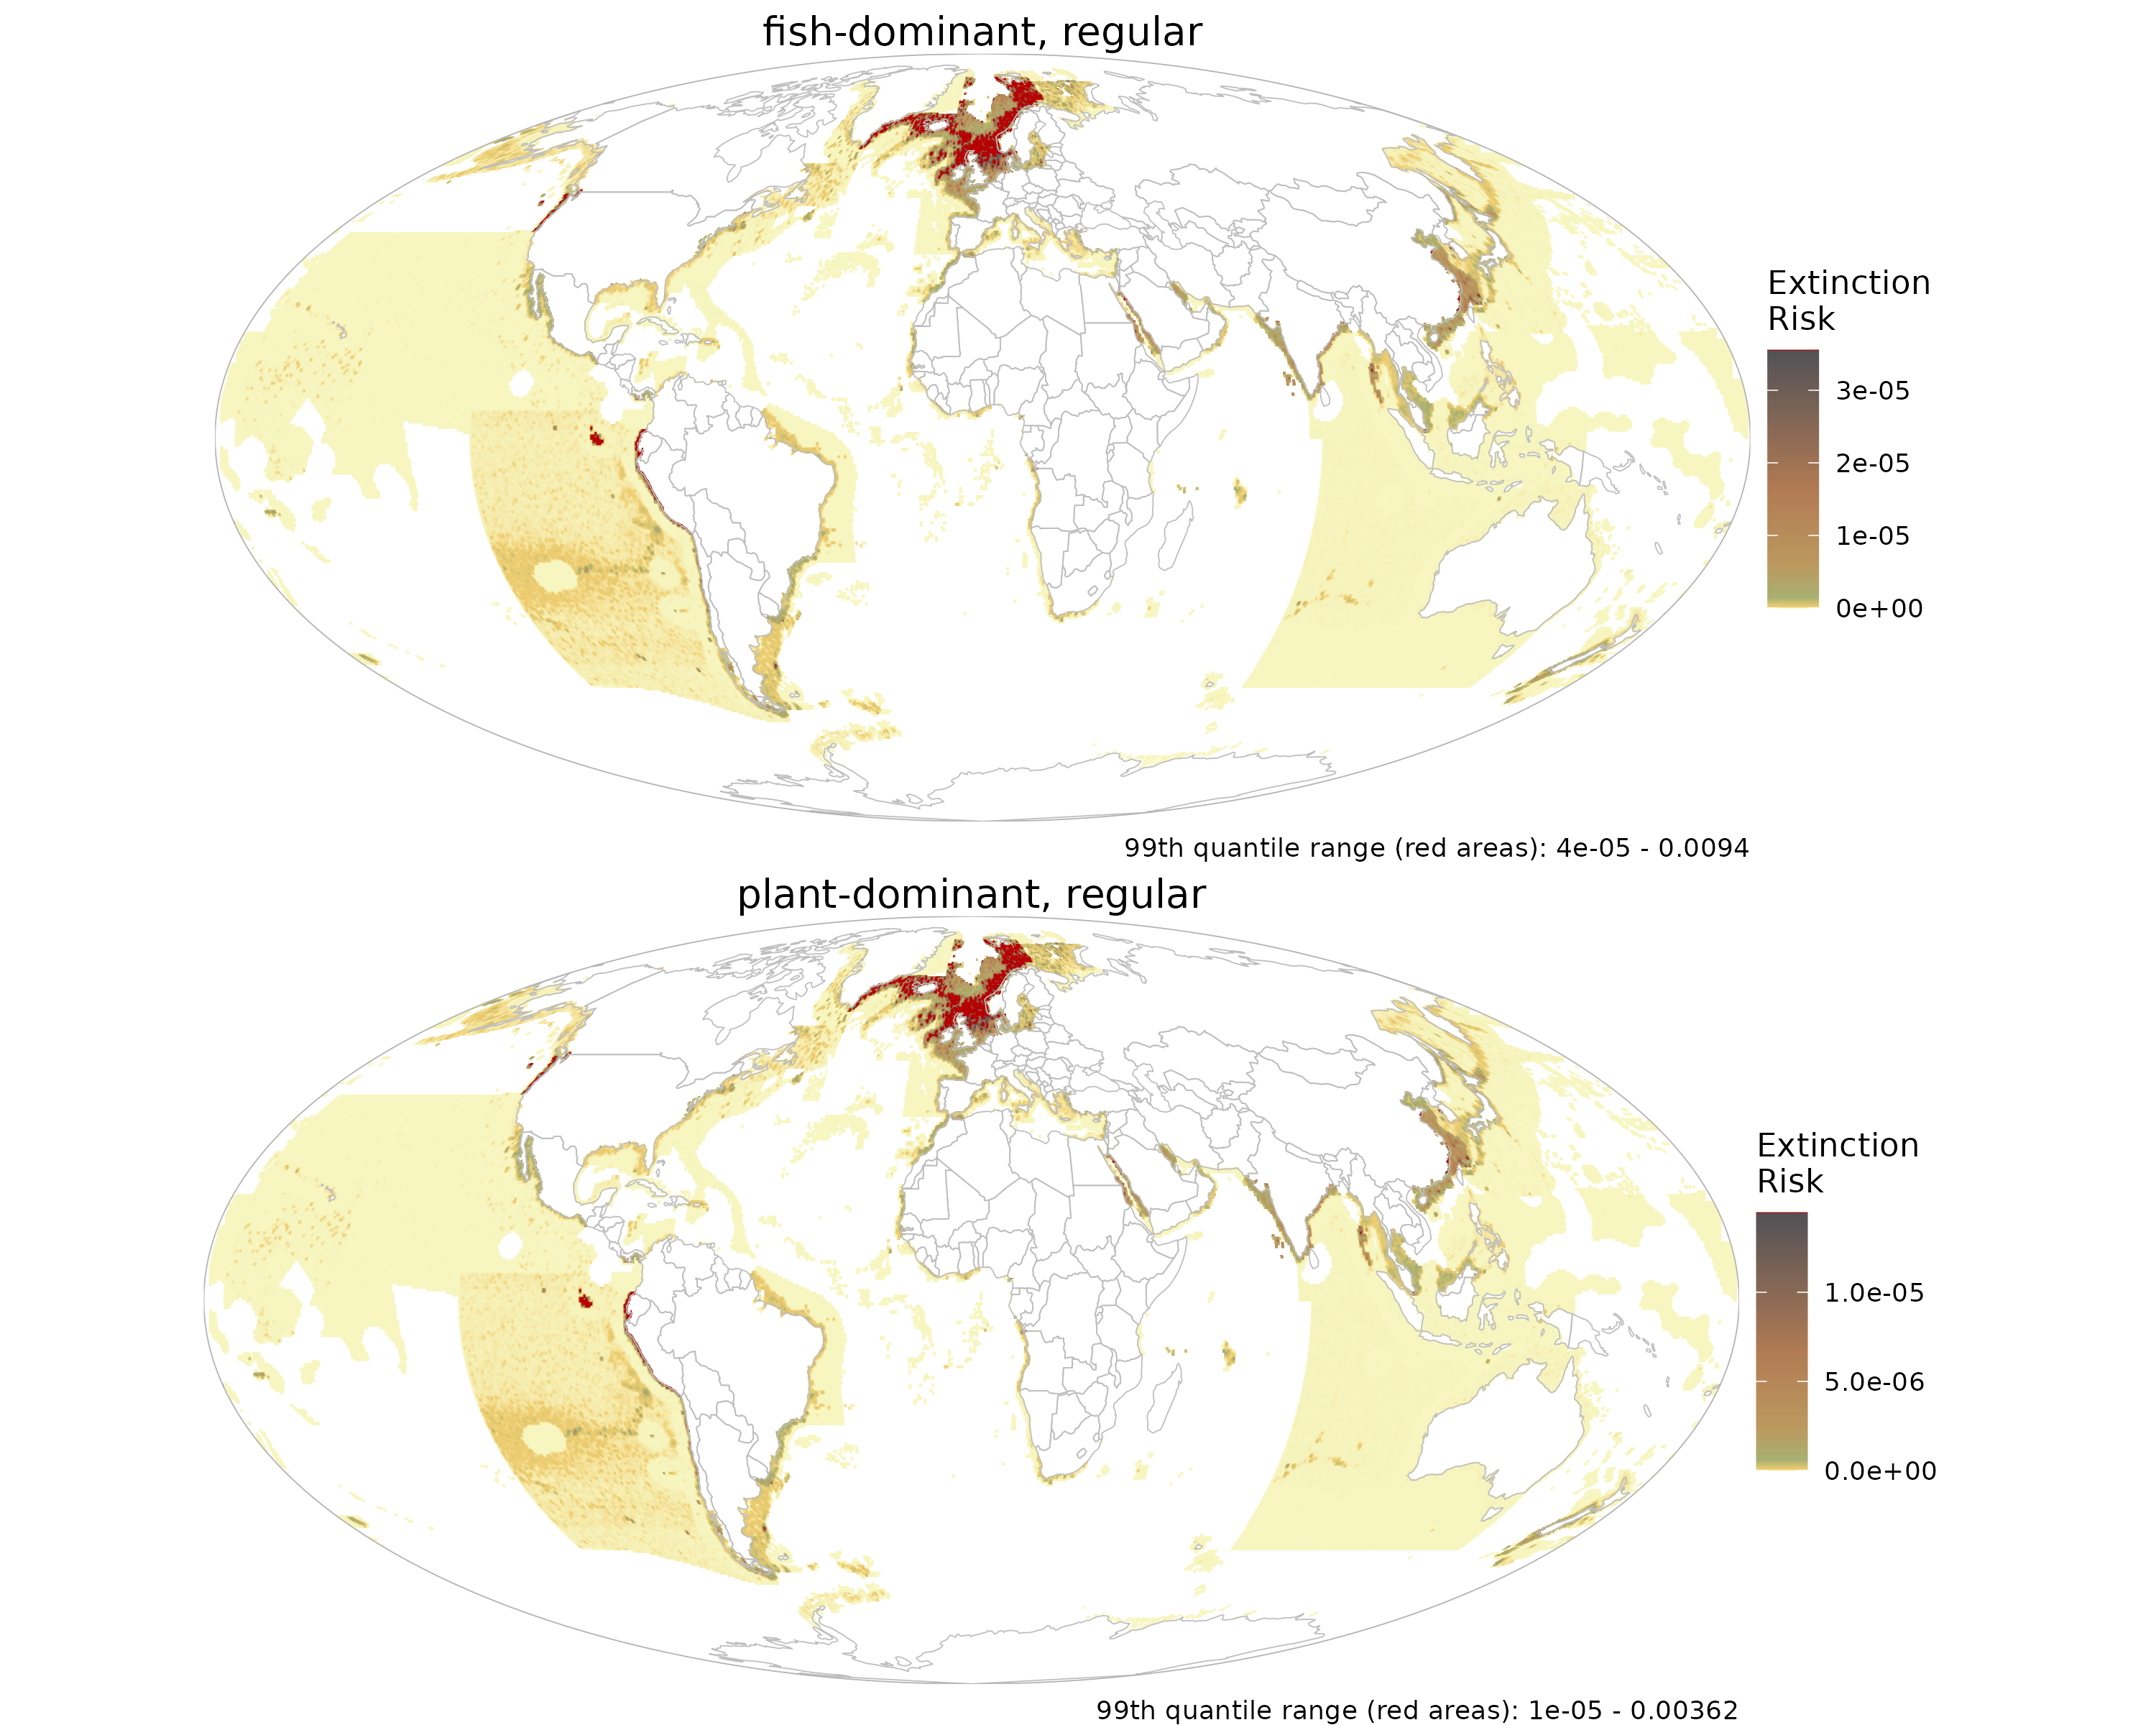 fish-dominant, regular
Extinction
Risk
3e-05
2e-05
1e-05
0e+00
99th quantile range (red areas): 4e-05 - 0.0094
plant-dominant, regular
Extinction
Risk
1.0e-05
5.0e-06
0.0e+00
99th quantile range (red areas): 1e-05 - 0.00362